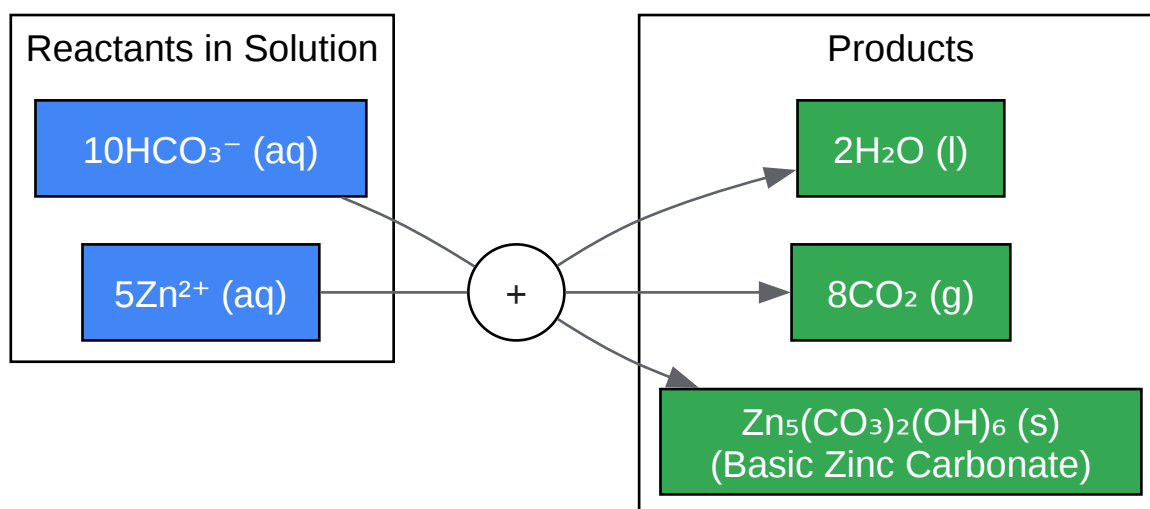 Reactants in Solution
10HCO₃⁻ (aq)
5Zn²⁺ (aq)
+
Products
2H₂O (l)
8CO₂ (g)
Zn₅(CO₃)₂(OH)₆ (s)
(Basic Zinc Carbonate)